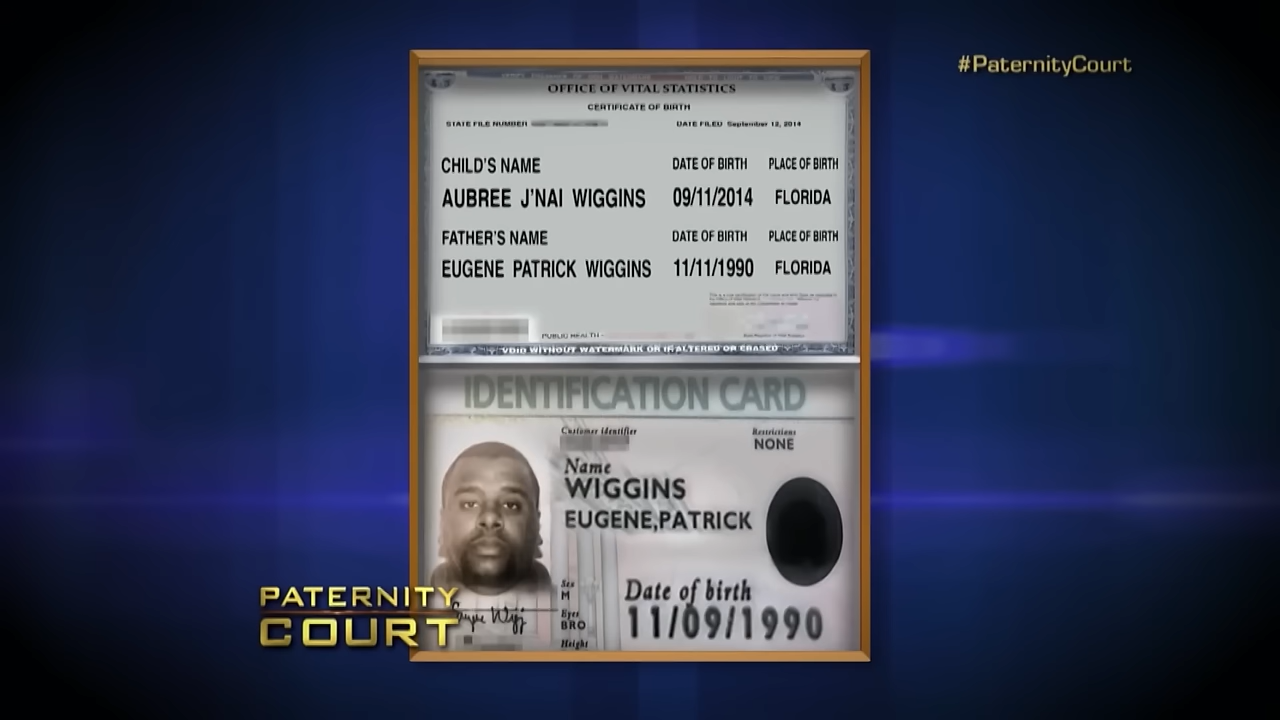 #PaternityCourt
OFFICE OF VITAL STATISTICS
CERTIFICATE OF BIRTH
STATE FILE NUMBER
DATE FILED September 12, 2014
CHILD'S NAME DATE OF BIRTH PLACE OF BIRTH
AUBREE J'NAI WIGGINS 09/11/2014 FLORIDA
FATHER'S NAME DATE OF BIRTH PLACE OF BIRTH
EUGENE PATRICK WIGGINS 11/11/1990 FLORIDA
PUBLIC HEALTH
VOID WITHOUT WATERMARK OR IF ALTERED OR ERASED
IDENTIFICATION CARD
Customer Identifier
Restrictions
NONE
Name
WIGGINS
EUGENE,PATRICK
Sex
M
Eyes
BRO
Height
Date of birth
11/09/1990
PATERNITY
COURT